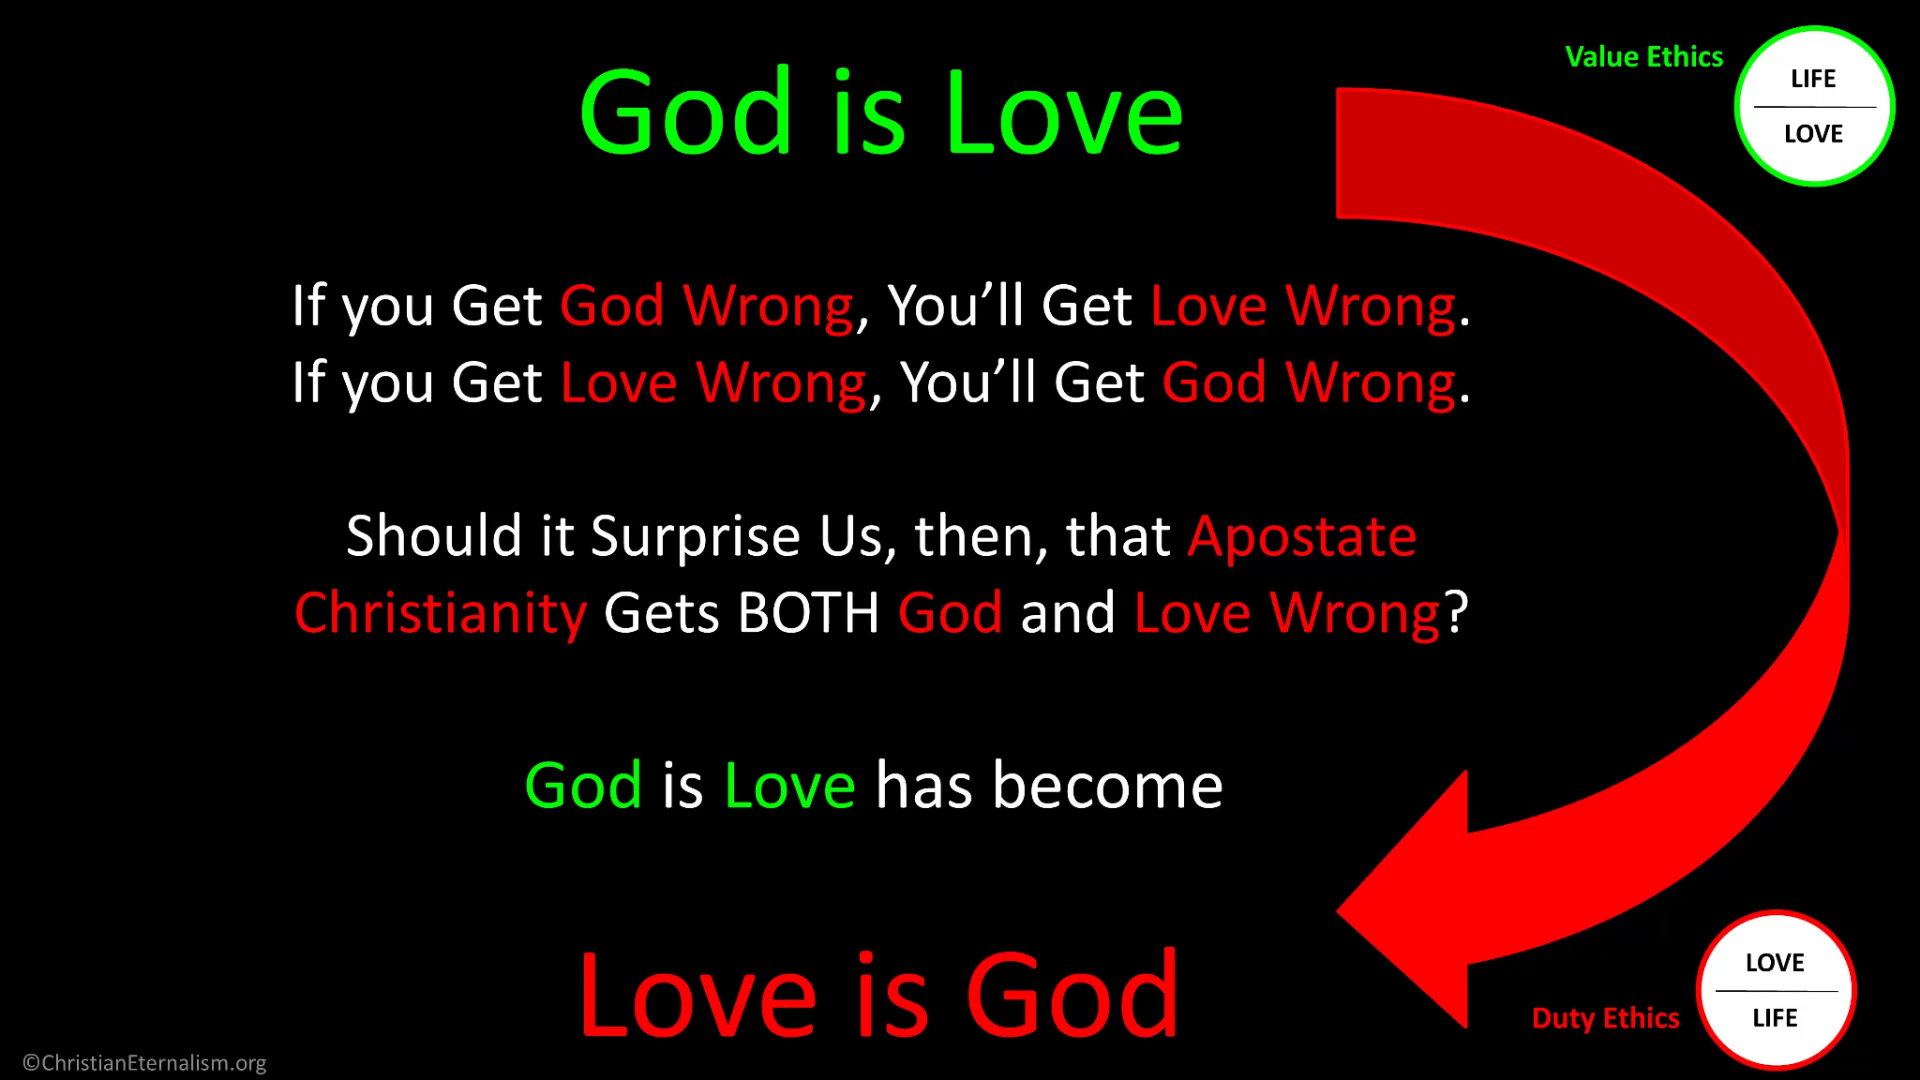 God is Love
Value Ethics
LIFE
LOVE
If you Get God Wrong, You’ll Get Love Wrong.
If you Get Love Wrong, You’ll Get God Wrong.
Should it Surprise Us, then, that Apostate
Christianity Gets BOTH God and Love Wrong?
God is Love has become
Love is God
LOVE
LIFE
Duty Ethics
©ChristianEternalism.org